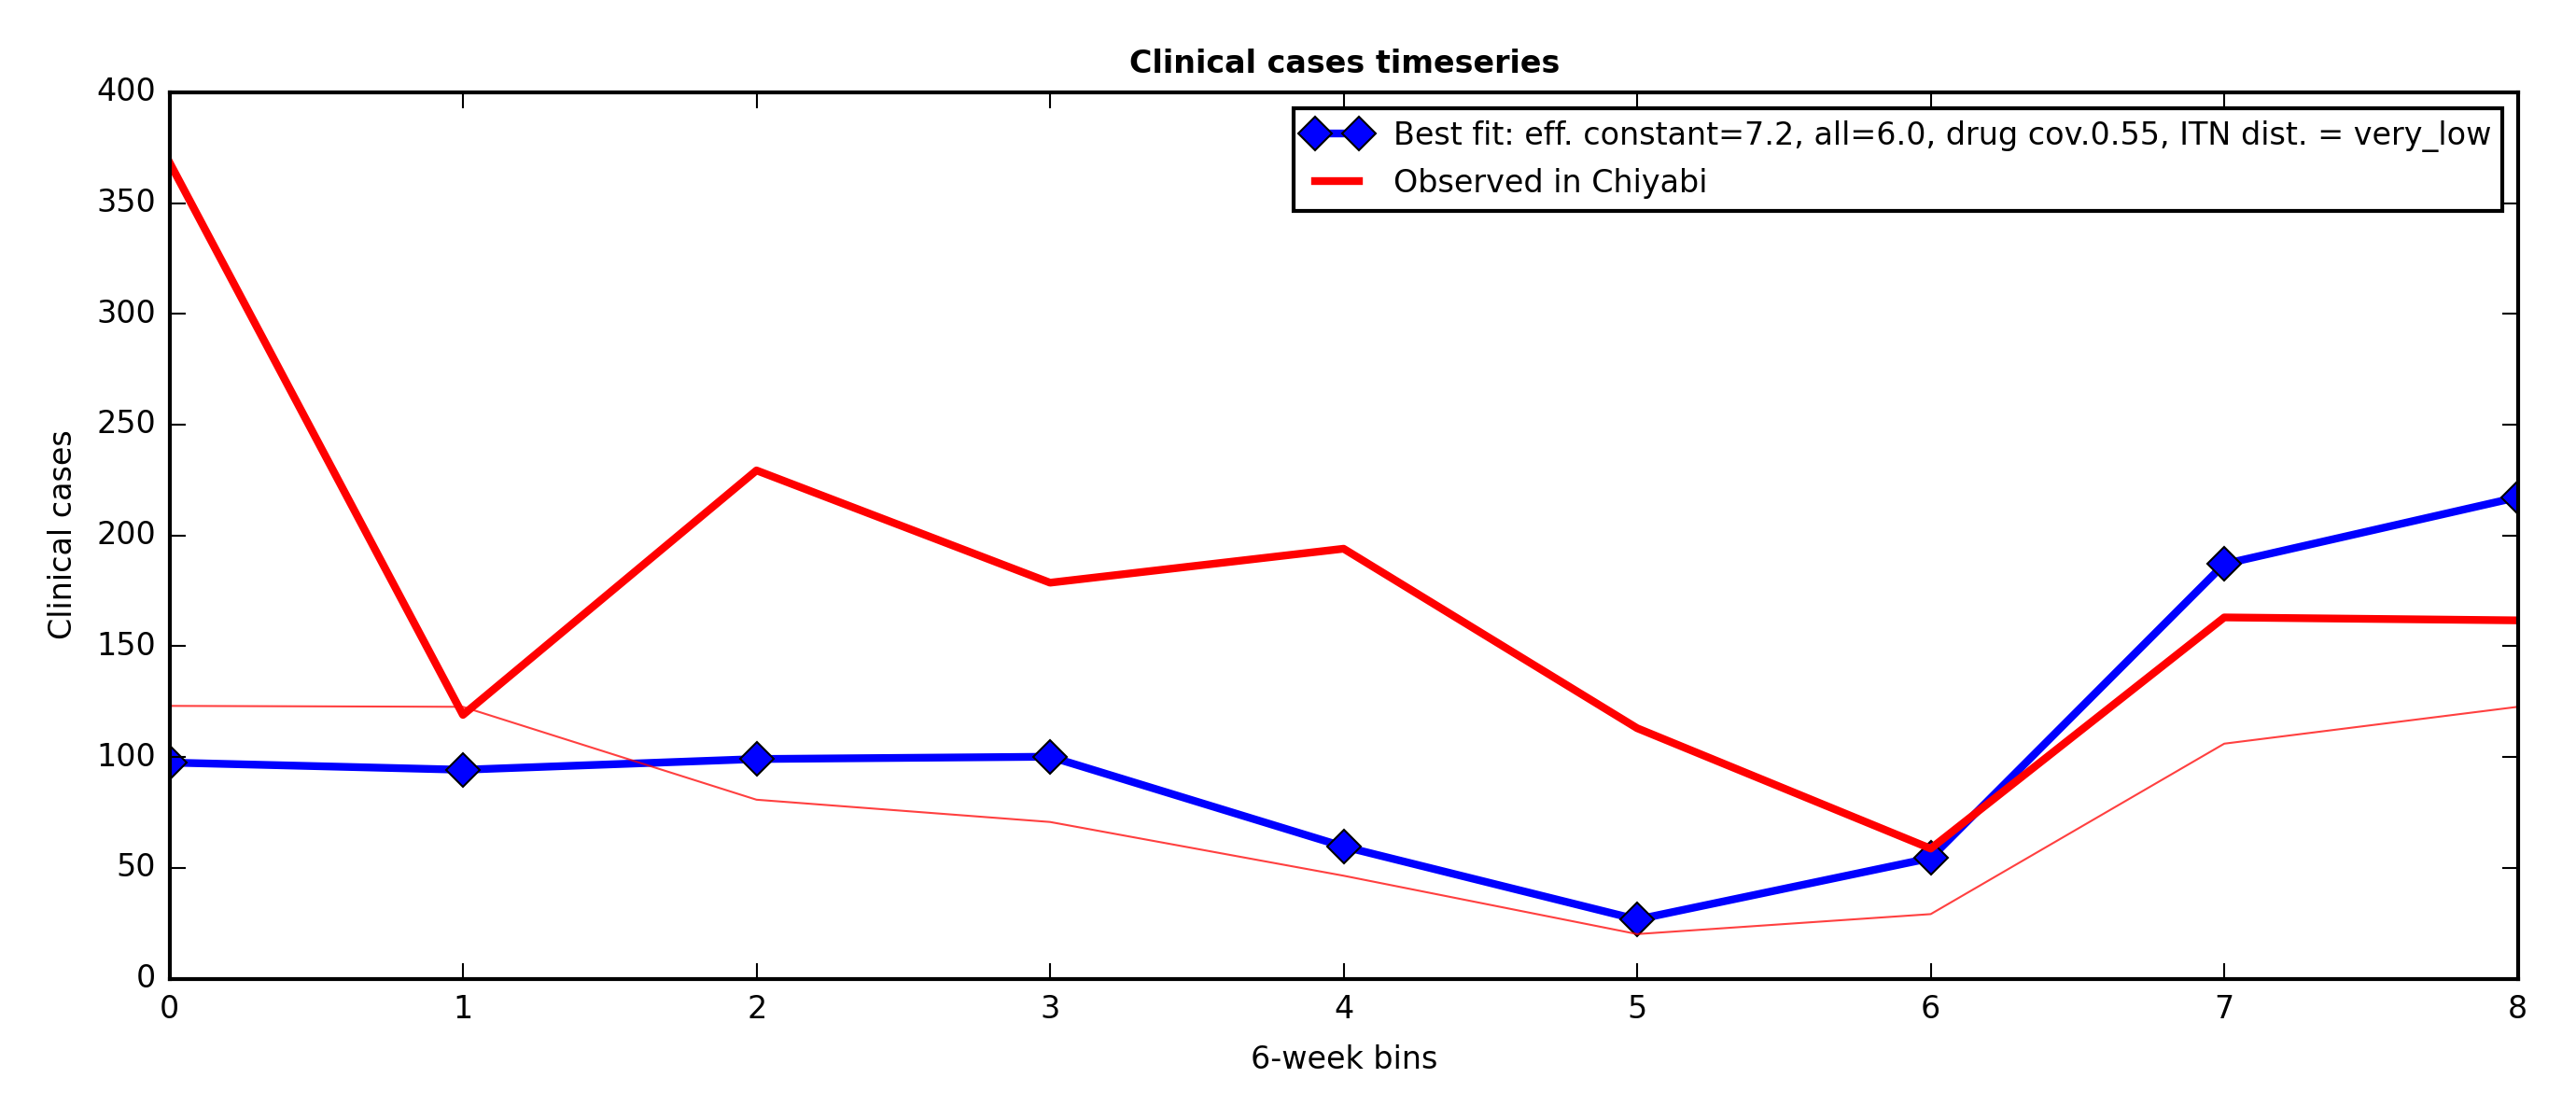 Clinical cases timeseries
400
350
300
250
200
150
100
50
0
Clinical cases
Best fit: eff. constant=7.2, all=6.0, drug cov.0.55, ITN dist. = very_low
Observed in Chiyabi
0 1 2 3 4 5 6 7 8
6-week bins